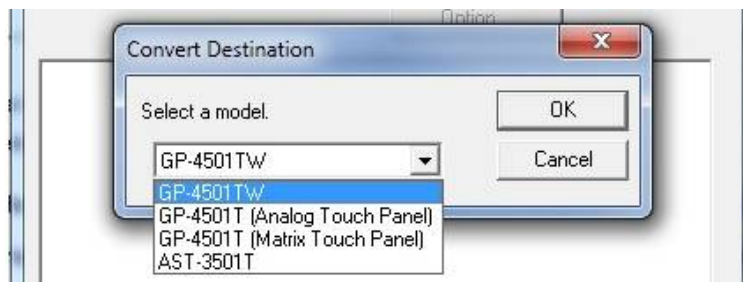 Option
Convert Destination
Select a model.
OK
GP-4501TW
Cancel
GP-4501TW
GP-4501T (Analog Touch Panel)
GP-4501T (Matrix Touch Panel)
AST-3501T